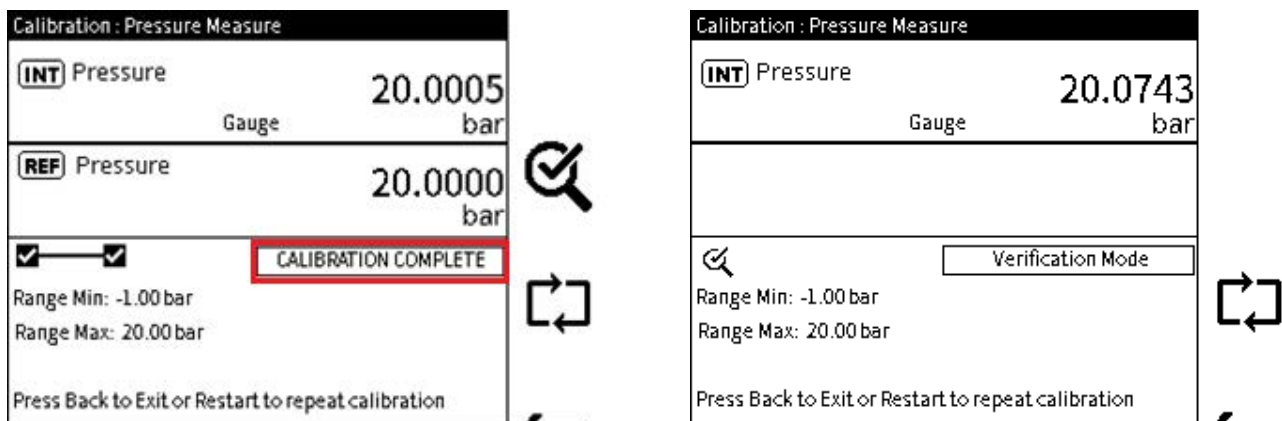 Calibration : Pressure Measure
INT Pressure
20.0005
Gauge bar
REF Pressure
20.0000
bar
CALIBRATION COMPLETE
Range Min: -1.00 bar
Range Max: 20.00 bar
Press Back to Exit or Restart to repeat calibration
Calibration : Pressure Measure
INT Pressure
20.0743
Gauge bar
Verification Mode
Range Min: -1.00 bar
Range Max: 20.00 bar
Press Back to Exit or Restart to repeat calibration